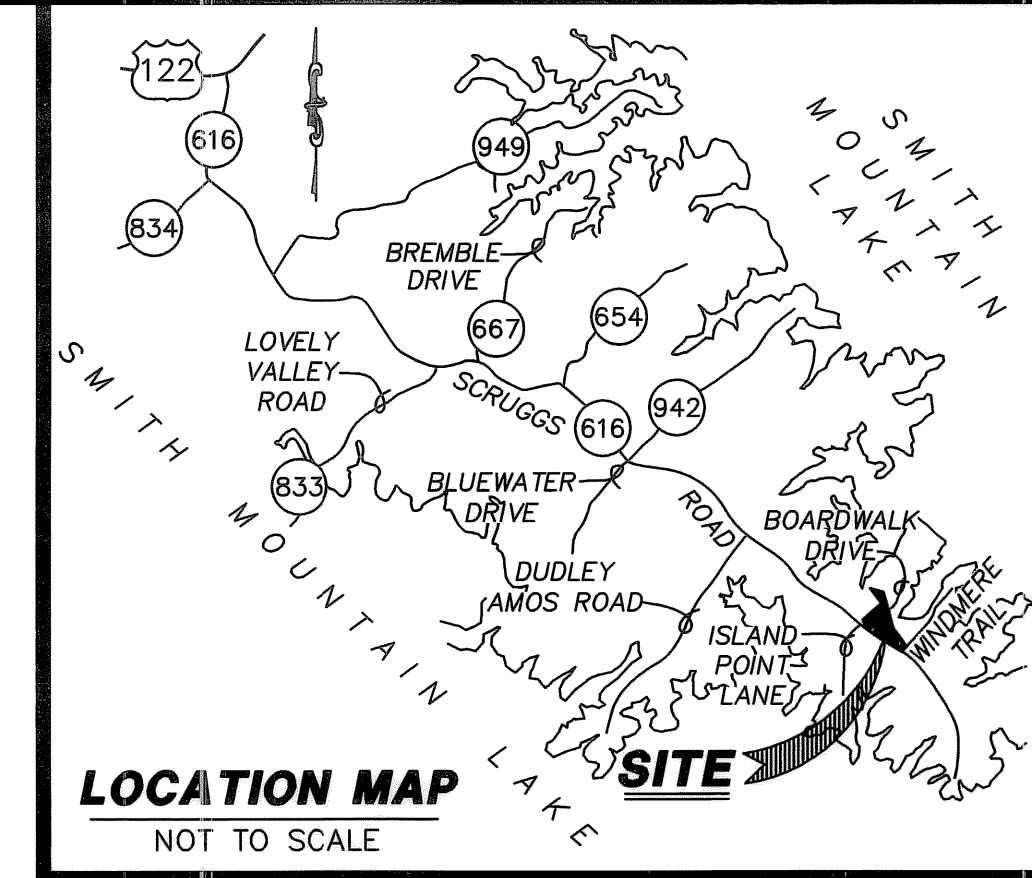 122
616
949
834
SMITH
MOUNTAIN
LAKE
BREMBLE
DRIVE
667
654
LOVELY
VALLEY
ROAD
SCRUGGS
616
942
SMITH
833
BLUEWATER
DRIVE
ROAD
BOARDWALK
DRIVE
MOUNTAIN
DUDLEY
AMOS ROAD
WINDMERE
TRAIL
ISLAND
POINT
LANE
LAKE
SITE
LOCATION MAP
NOT TO SCALE